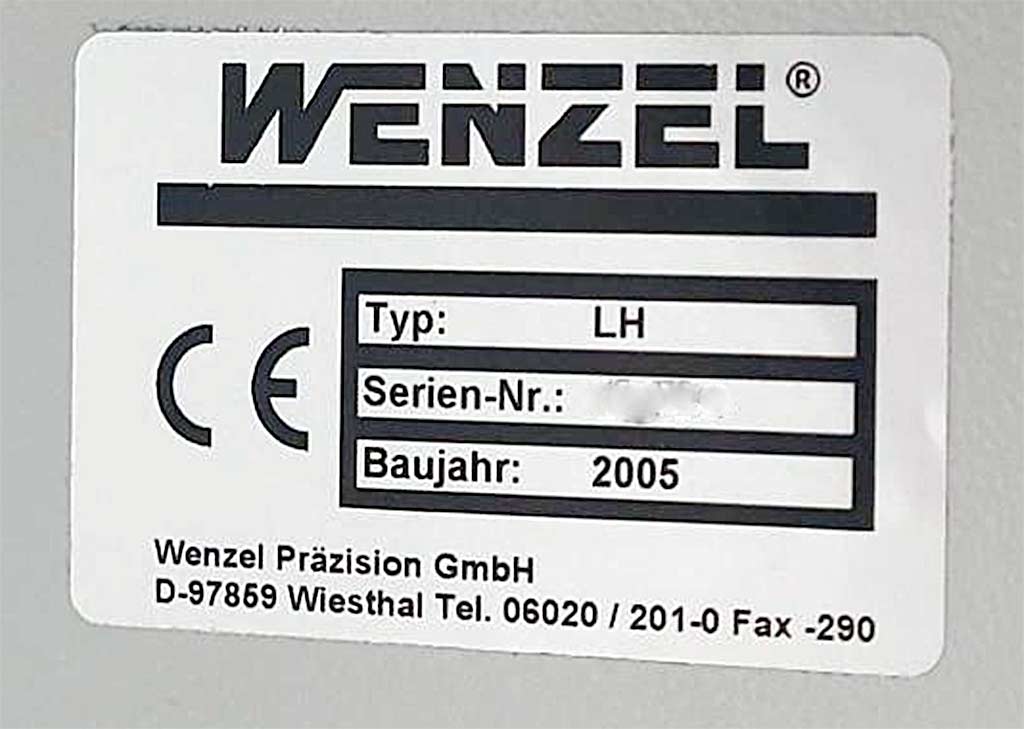 WENZEL®
CE
Typ: LH
Serien-Nr.:
Baujahr: 2005
Wenzel Präzision GmbH
D-97859 Wiesthal Tel. 06020 / 201-0 Fax -290